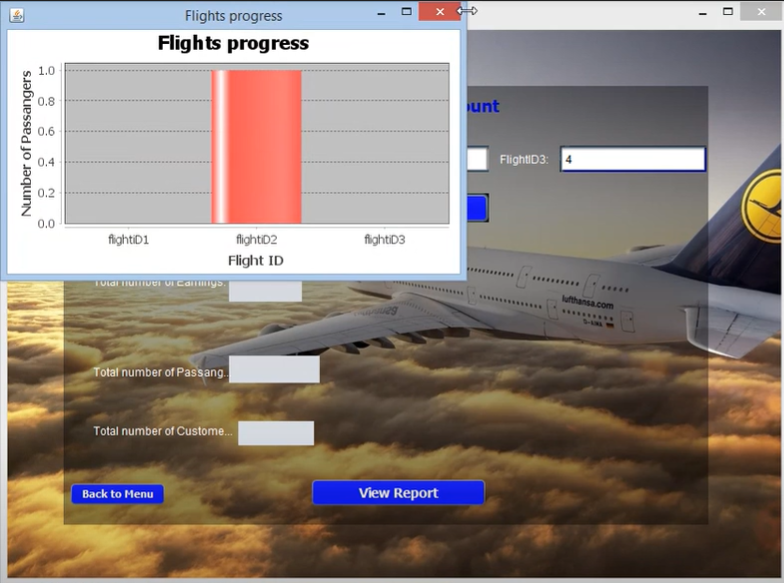 Flights progress
Flights progress
1.0
0.8
0.6
0.4
0.2
0.0
Number of Passangers
flightiD1 flightiD2 flightiD3
Flight ID
ount
FlightID3: 4
lufthansa.com
Total number of Earnings:
Total number of Passang...
Total number of Custome...
Back to Menu View Report